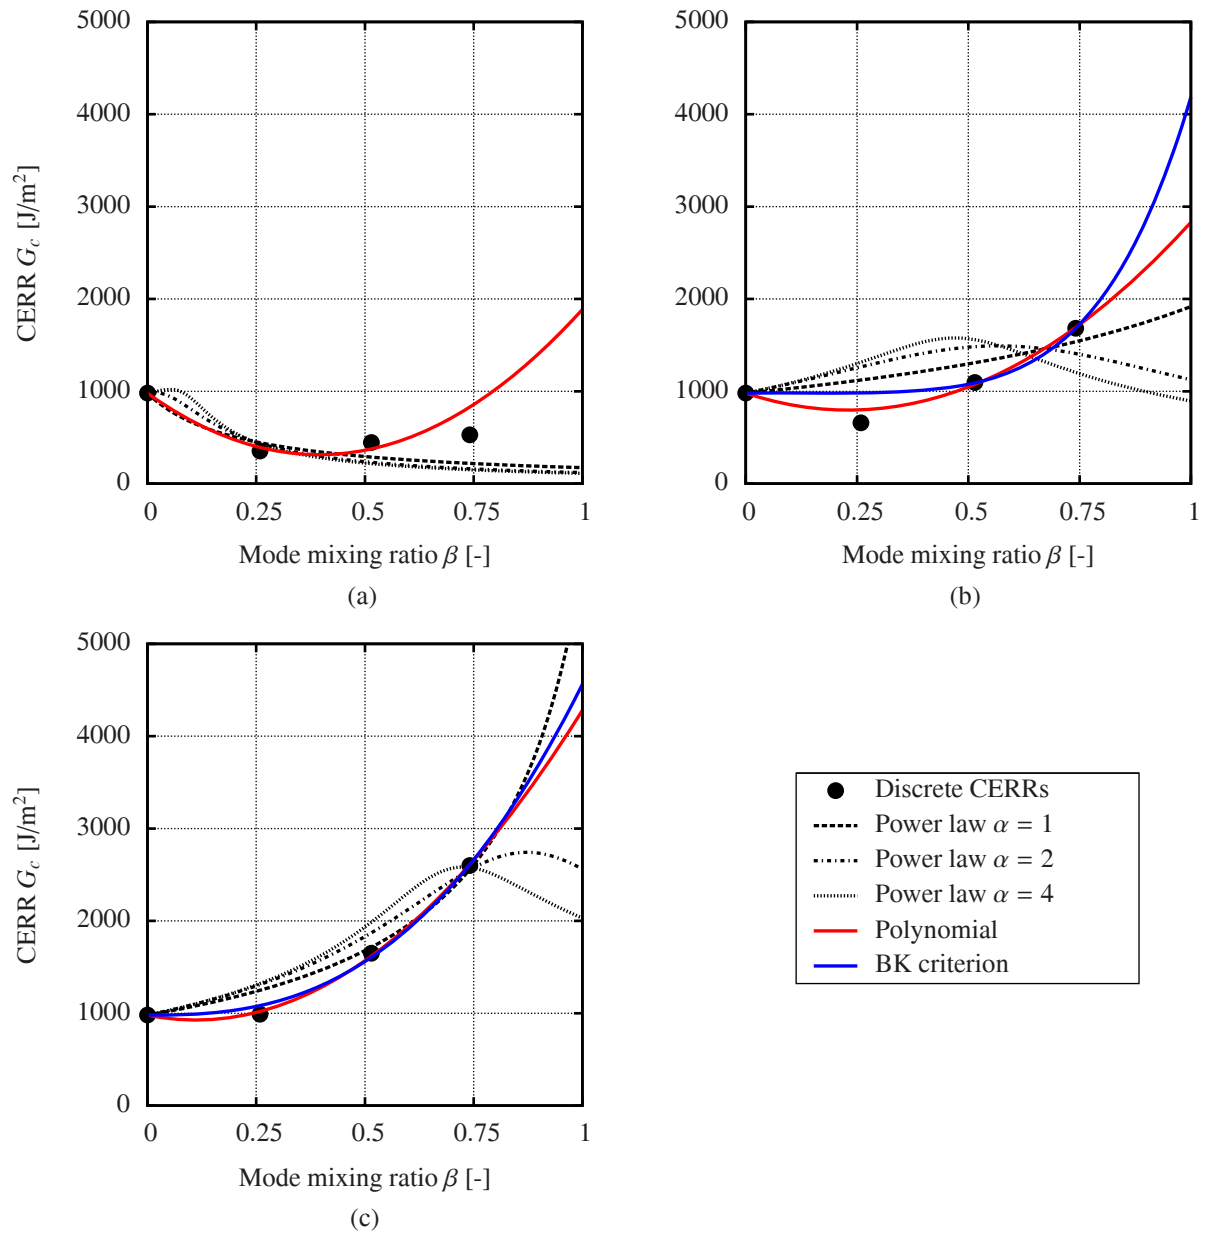 5000
4000
3000
2000
1000
0
CERR G_c [J/m²]
0 0.25 0.5 0.75 1
Mode mixing ratio β [-]
(a)
5000
4000
3000
2000
1000
0
0 0.25 0.5 0.75 1
Mode mixing ratio β [-]
(b)
5000
4000
3000
2000
1000
0
CERR G_c [J/m²]
0 0.25 0.5 0.75 1
Mode mixing ratio β [-]
(c)
Discrete CERRs
Power law α = 1
Power law α = 2
Power law α = 4
Polynomial
BK criterion